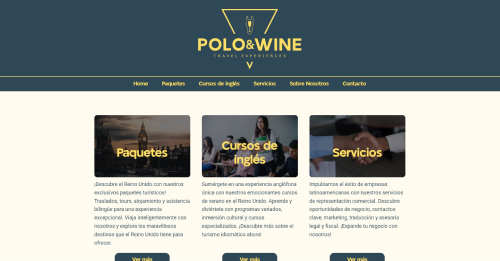 POLO&WINE
TRAVEL EXPERIENCES
Home Paquetes Cursos de Inglés Servicios Sobre Nosotros Contacto
Paquetes
¡Descubre el Reino Unido con nuestros
exclusivos paquetes turísticos!
Traslados, tours, alojamiento y asistencia
bilingüe para una experiencia
excepcional. Viaja inteligentemente con
nosotros y explora los maravillosos
destinos que el Reino Unido tiene para
ofrecer.
Ver más
Cursos de
inglés
Sumérgete en una experiencia anglófona
única con nuestros emocionantes cursos
de verano en el Reino Unido. Aprende y
diviértete con programas variados,
inmersión cultural y cursos
especializados. ¡Descubre más sobre el
turismo idiomático ahora!
Ver más
Servicios
Impulsamos el éxito de empresas
latinoamericanas con nuestros servicios
de representación comercial. Descubre
oportunidades de negocio, contactos
clave, marketing, traducción y asesoría
legal y fiscal. ¡Expande tu negocio con
nosotros!
Ver más